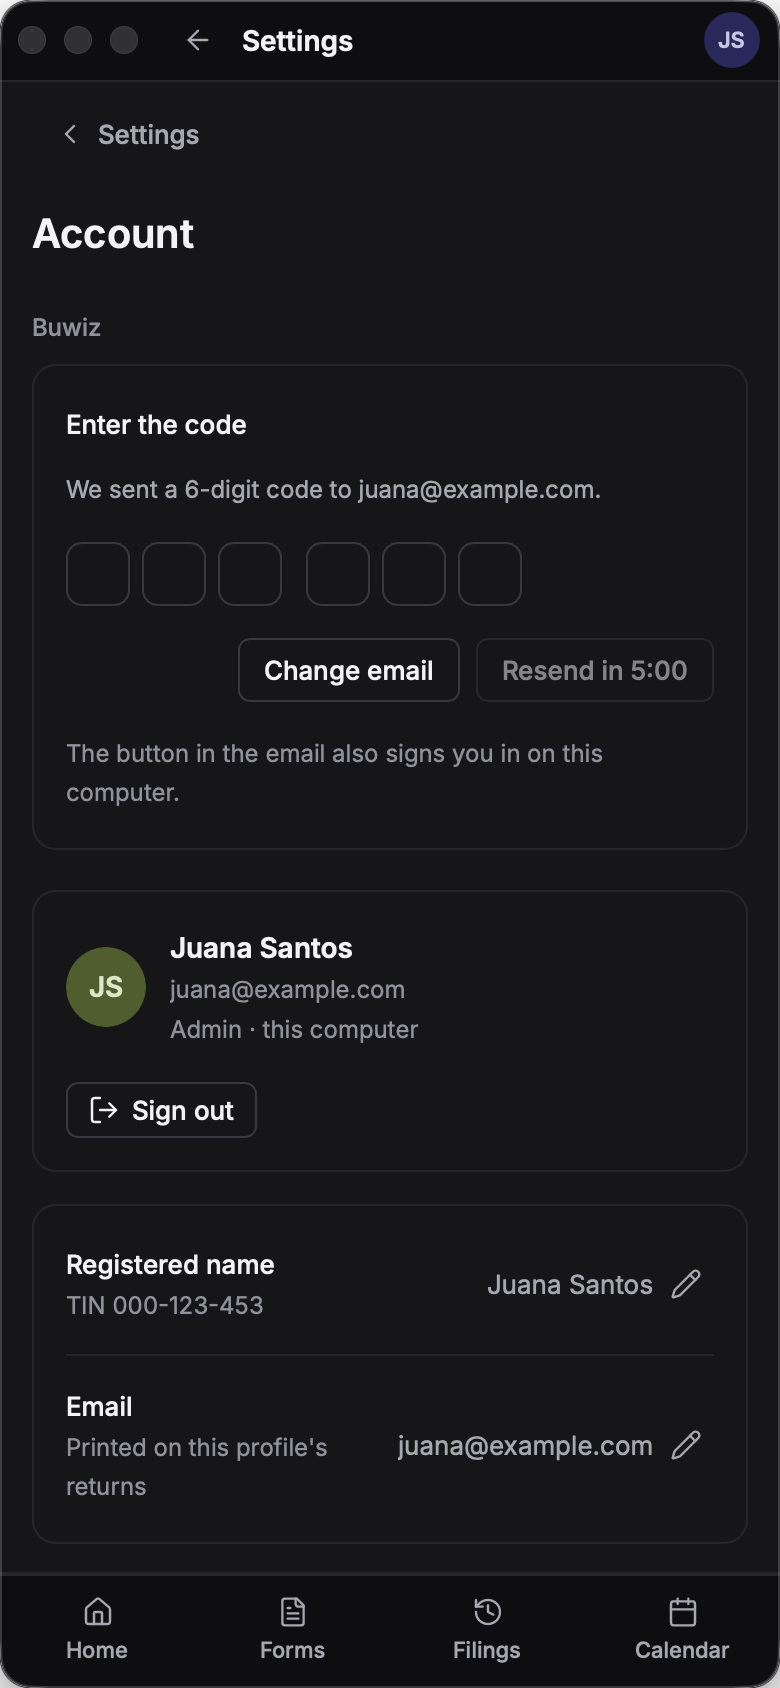 Settings
JS
Settings
Account
Buwiz
Enter the code
We sent a 6-digit code to juana@example.com.
Change email
Resend in 5:00
The button in the email also signs you in on this
computer.
JS
Juana Santos
juana@example.com
Admin · this computer
Sign out
Registered name
TIN 000-123-453
Juana Santos
Email
Printed on this profile's
returns
juana@example.com
Home
Forms
Filings
Calendar